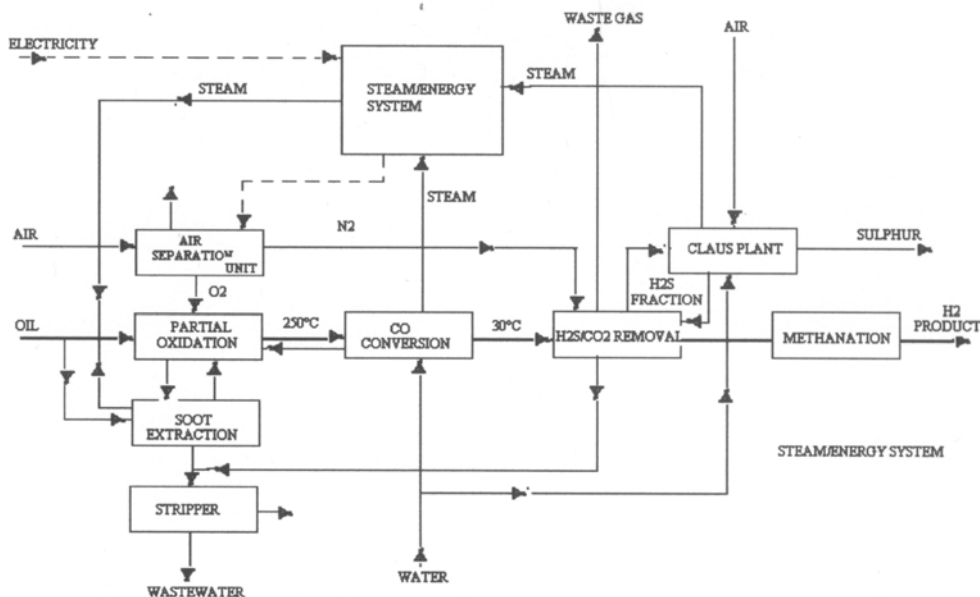 WASTE GAS
AIR
ELECTRICITY
STEAM/ENERGY
SYSTEM
STEAM
STEAM
STEAM
N2
AIR
AIR
SEPARATION
UNIT
CLAUS PLANT
SULPHUR
O2
H2S
FRACTION
OIL
PARTIAL
OXIDATION
250°C
CO
CONVERSION
30°C
H2S/CO2 REMOVAL
METHANATION
H2
PRODUCT
SOOT
EXTRACTION
STEAM/ENERGY SYSTEM
STRIPPER
WATER
WASTEWATER